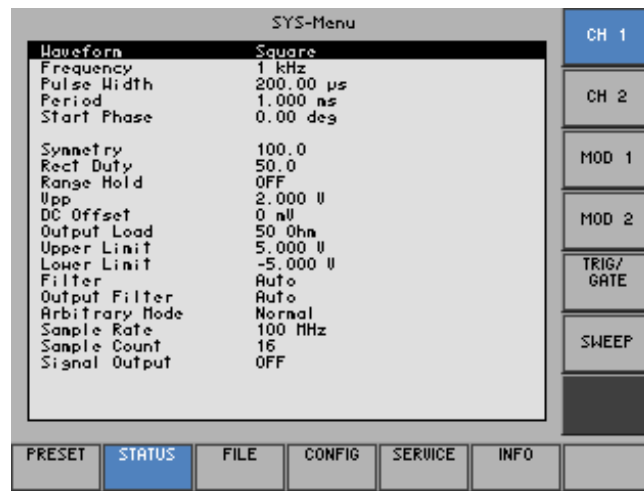 SYS-Menu
Waveform Square
Frequency 1 kHz
Pulse Width 200.00 µs
Period 1.000 ms
Start Phase 0.00 deg
Symmetry 100.0
Rect Duty 50.0
Range Hold OFF
Vpp 2.000 V
DC Offset 0 mV
Output Load 50 Ohm
Upper Limit 5.000 V
Lower Limit -5.000 V
Filter Auto
Output Filter Auto
Arbitrary Mode Normal
Sample Rate 100 MHz
Sample Count 16
Signal Output OFF
CH 1
CH 2
MOD 1
MOD 2
TRIG/
GATE
SWEEP
PRESET STATUS FILE CONFIG SERVICE INFO